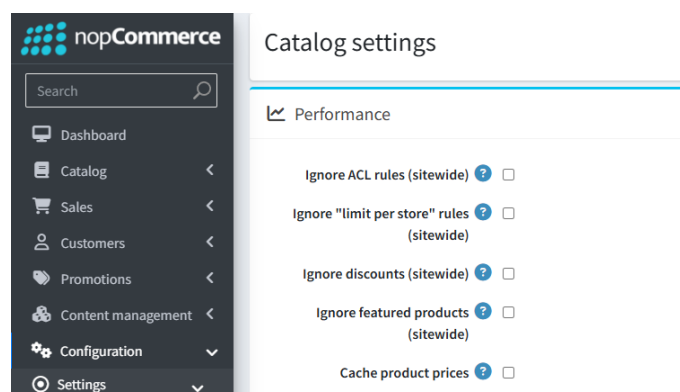 nopCommerce
Search
Dashboard
Catalog
Sales
Customers
Promotions
Content management
Configuration
Settings
Catalog settings
Performance
Ignore ACL rules (sitewide) ?
Ignore "limit per store" rules ?
(sitewide)
Ignore discounts (sitewide) ?
Ignore featured products ?
(sitewide)
Cache product prices ?